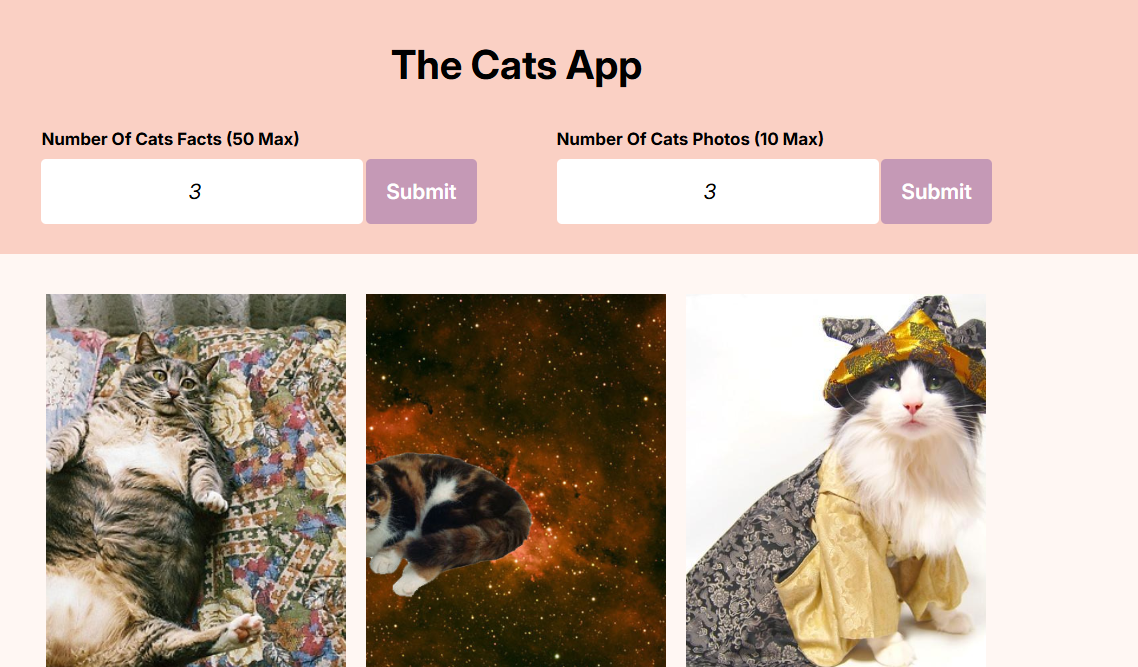 The Cats App
Number Of Cats Facts (50 Max)
3
Submit
Number Of Cats Photos (10 Max)
3
Submit